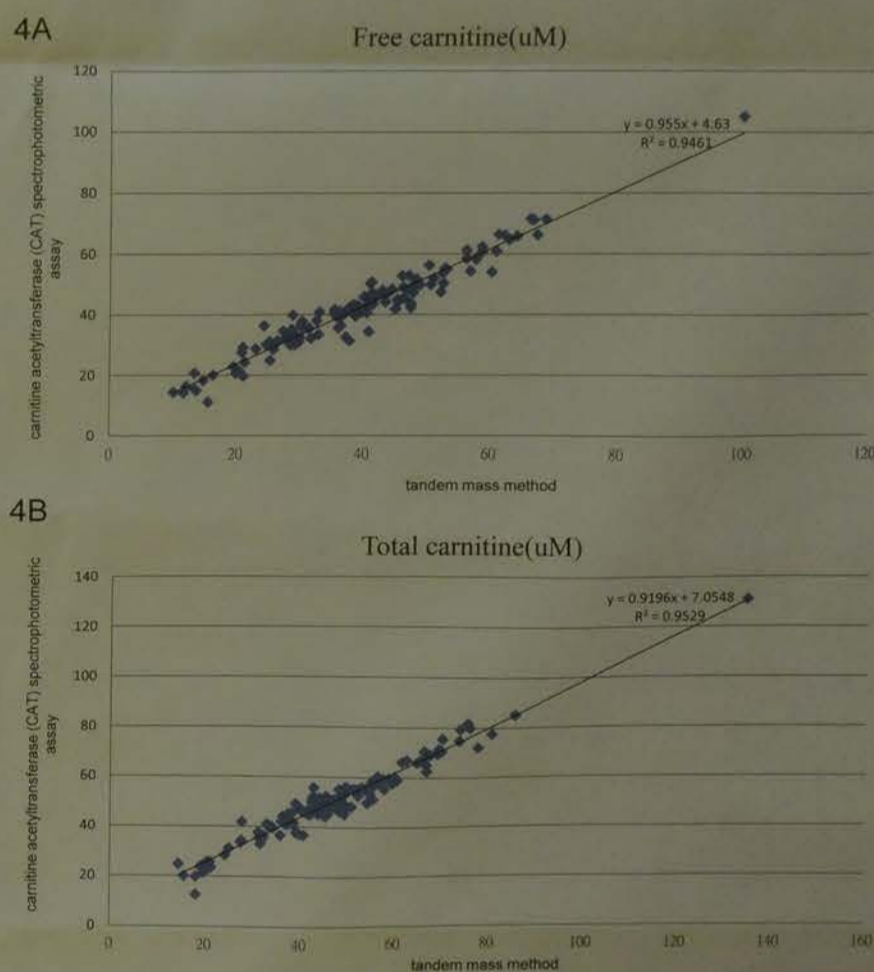 4A
Free carnitine(uM)
carnitine acetyltransferase (CAT) spectrophotometric
assay
120
100
80
60
40
20
0
y = 0.955x + 4.63
R² = 0.9461
0 20 40 60 80 100 120
tandem mass method
4B
Total carnitine(uM)
carnitine acetyltransferase (CAT) spectrophotometric
assay
140
120
100
80
60
40
20
0
y = 0.9196x + 7.0548
R² = 0.9529
0 20 40 60 80 100 120 140 160
tandem mass method